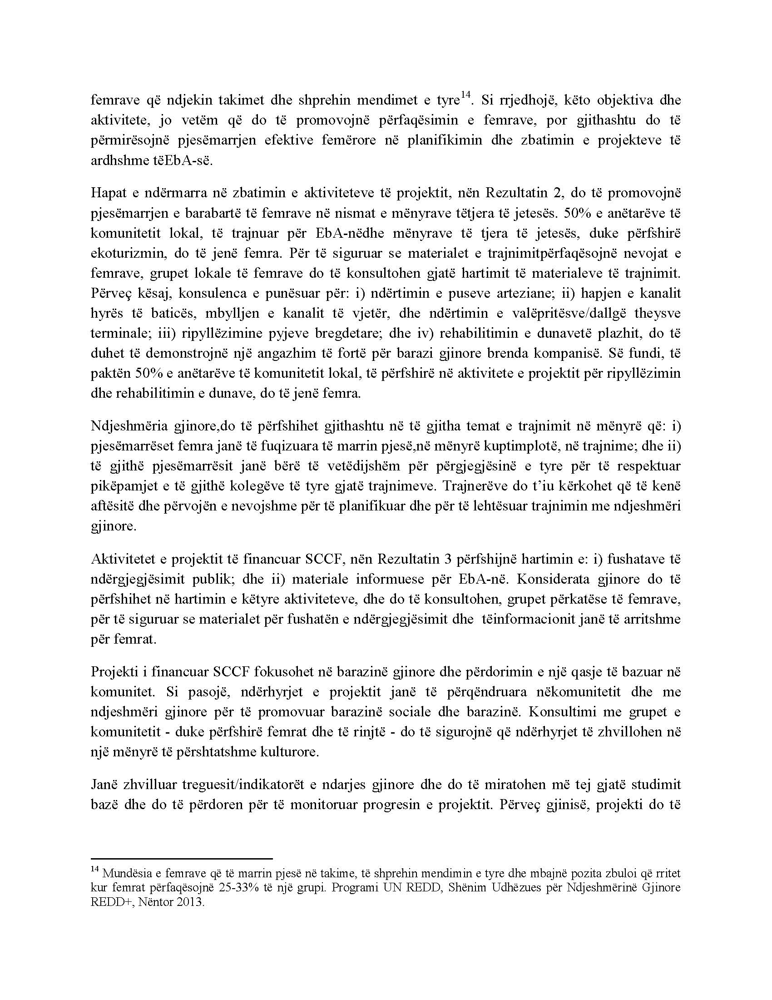 femrave që ndjekin takimet dhe shprehin mendimet e tyre14. Si rrjedhojë, këto objektiva dhe
aktivitete, jo vetëm që do të promovojnë përfaqësimin e femrave, por gjithashtu do të
përmirësojnë pjesëmarrjen efektive femërore në planifikimin dhe zbatimin e projekteve të
ardhshme tëEbA-së.
Hapat e ndërmarra në zbatimin e aktiviteteve të projektit, nën Rezultatin 2, do të promovojnë
pjesëmarrjen e barabartë të femrave në nismat e mënyrave tëtjera të jetesës. 50% e anëtarëve të
komunitetit lokal, të trajnuar për EbA-nëdhe mënyrave të tjera të jetesës, duke përfshirë
ekoturizmin, do të jenë femra. Për të siguruar se materialet e trajnimitpërfaqësojnë nevojat e
femrave, grupet lokale të femrave do të konsultohen gjatë hartimit të materialeve të trajnimit.
Përveç kësaj, konsulenca e punësuar për: i) ndërtimin e puseve arteziane; ii) hapjen e kanalit
hyrës të baticës, mbylljen e kanalit të vjetër, dhe ndërtimin e valëpritësve/dallgë theysve
terminale; iii) ripyllëzimine pyjeve bregdetare; dhe iv) rehabilitimin e dunavetë plazhit, do të
duhet të demonstrojnë një angazhim të fortë për barazi gjinore brenda kompanisë. Së fundi, të
paktën 50% e anëtarëve të komunitetit lokal, të përfshirë në aktivitete e projektit për ripyllëzimin
dhe rehabilitimin e dunave, do të jenë femra.
Ndjeshmëria gjinore,do të përfshihet gjithashtu në të gjitha temat e trajnimit në mënyrë që: i)
pjesëmarrëset femra janë të fuqizuara të marrin pjesë,në mënyrë kuptimplotë, në trajnime; dhe ii)
të gjithë pjesëmarrësit janë bërë të vetëdijshëm për përgjegjësinë e tyre për të respektuar
pikëpamjet e të gjithë kolegëve të tyre gjatë trajnimeve. Trajnerëve do t’iu kërkohet që të kenë
aftësitë dhe përvojën e nevojshme për të planifikuar dhe për të lehtësuar trajnimin me ndjeshmëri
gjinore.
Aktivitetet e projektit të financuar SCCF, nën Rezultatin 3 përfshijnë hartimin e: i) fushatave të
ndërgjegjësimit publik; dhe ii) materiale informuese për EbA-në. Konsiderata gjinore do të
përfshihet në hartimin e këtyre aktiviteteve, dhe do të konsultohen, grupet përkatëse të femrave,
për të siguruar se materialet për fushatën e ndërgjegjësimit dhe  tëinformacionit janë të arritshme
për femrat.
Projekti i financuar SCCF fokusohet në barazinë gjinore dhe përdorimin e një qasje të bazuar në
komunitet. Si pasojë, ndërhyrjet e projektit janë të përqëndruara nëkomunitetit dhe me
ndjeshmëri gjinore për të promovuar barazinë sociale dhe barazinë. Konsultimi me grupet e
komunitetit - duke përfshirë femrat dhe të rinjtë - do të sigurojnë që ndërhyrjet të zhvillohen në
një mënyrë të përshtatshme kulturore.
Janë zhvilluar treguesit/indikatorët e ndarjes gjinore dhe do të miratohen më tej gjatë studimit
bazë dhe do të përdoren për të monitoruar progresin e projektit. Përveç gjinisë, projekti do të
14 Mundësia e femrave që të marrin pjesë në takime, të shprehin mendimin e tyre dhe mbajnë pozita zbuloi që rritet
kur femrat përfaqësojnë 25-33% të një grupi. Programi UN REDD, Shënim Udhëzues për Ndjeshmërinë Gjinore
REDD+, Nëntor 2013.